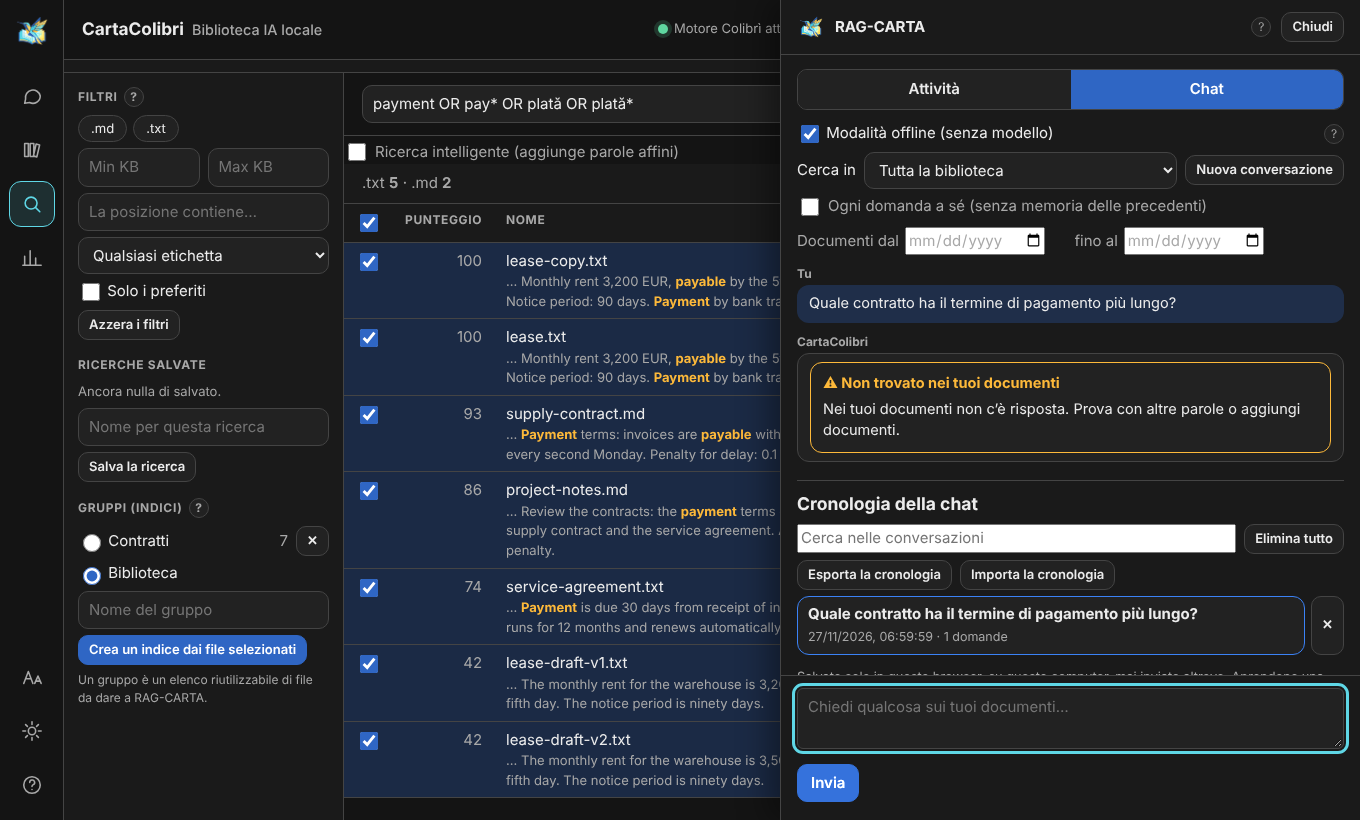 CartaColibri Biblioteca IA locale
Motore Colibrì att
FILTRI ?
.md .txt
Min KB Max KB
La posizione contiene…
Qualsiasi etichetta
Solo i preferiti
Azzera i filtri
RICERCHE SALVATE
Ancora nulla di salvato.
Nome per questa ricerca
Salva la ricerca
GRUPPI (INDICI) ?
Contratti 7 ×
Biblioteca
Nome del gruppo
Crea un indice dai file selezionati
Un gruppo è un elenco riutilizzabile di file
da dare a RAG-CARTA.
AA
payment OR pay* OR plată OR plată*
Ricerca intelligente (aggiunge parole affini)
.txt 5 · .md 2
PUNTEGGIO NOME
100 lease-copy.txt
… Monthly rent 3,200 EUR, payable by the 5
Notice period: 90 days. Payment by bank tra
100 lease.txt
… Monthly rent 3,200 EUR, payable by the 5
Notice period: 90 days. Payment by bank tra
93 supply-contract.md
… Payment terms: invoices are payable with
every second Monday. Penalty for delay: 0.1
86 project-notes.md
… Review the contracts: the payment terms
supply contract and the service agreement.
penalty.
74 service-agreement.txt
… Payment is due 30 days from receipt of in
runs for 12 months and renews automatically
42 lease-draft-v1.txt
… The monthly rent for the warehouse is 3,2
fifth day. The notice period is ninety days.
42 lease-draft-v2.txt
… The monthly rent for the warehouse is 3,5
fifth day. The notice period is ninety days.
RAG-CARTA ? Chiudi
Attività Chat
Modalità offline (senza modello) ?
Cerca in Tutta la biblioteca Nuova conversazione
Ogni domanda a sé (senza memoria delle precedenti)
Documenti dal mm/dd/yyyy fino al mm/dd/yyyy
Tu
Quale contratto ha il termine di pagamento più lungo?
CartaColibri
⚠ Non trovato nei tuoi documenti
Nei tuoi documenti non c’è risposta. Prova con altre parole o aggiungi
documenti.
Cronologia della chat
Cerca nelle conversazioni Elimina tutto
Esporta la cronologia Importa la cronologia
Quale contratto ha il termine di pagamento più lungo?
27/11/2026, 06:59:59 · 1 domande ×
Chiedi qualcosa sui tuoi documenti…
Invia